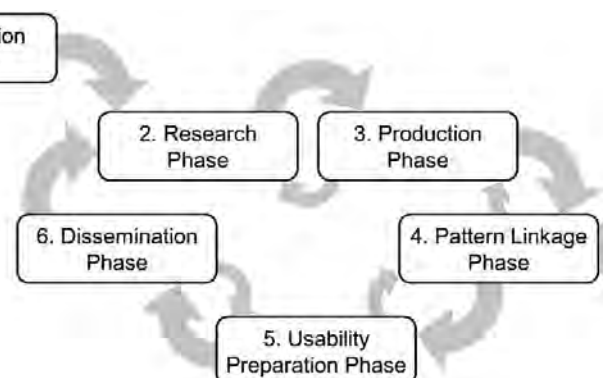 ion
2. Research
Phase
3. Production
Phase
6. Dissemination
Phase
4. Pattern Linkage
Phase
5. Usability
Preparation Phase